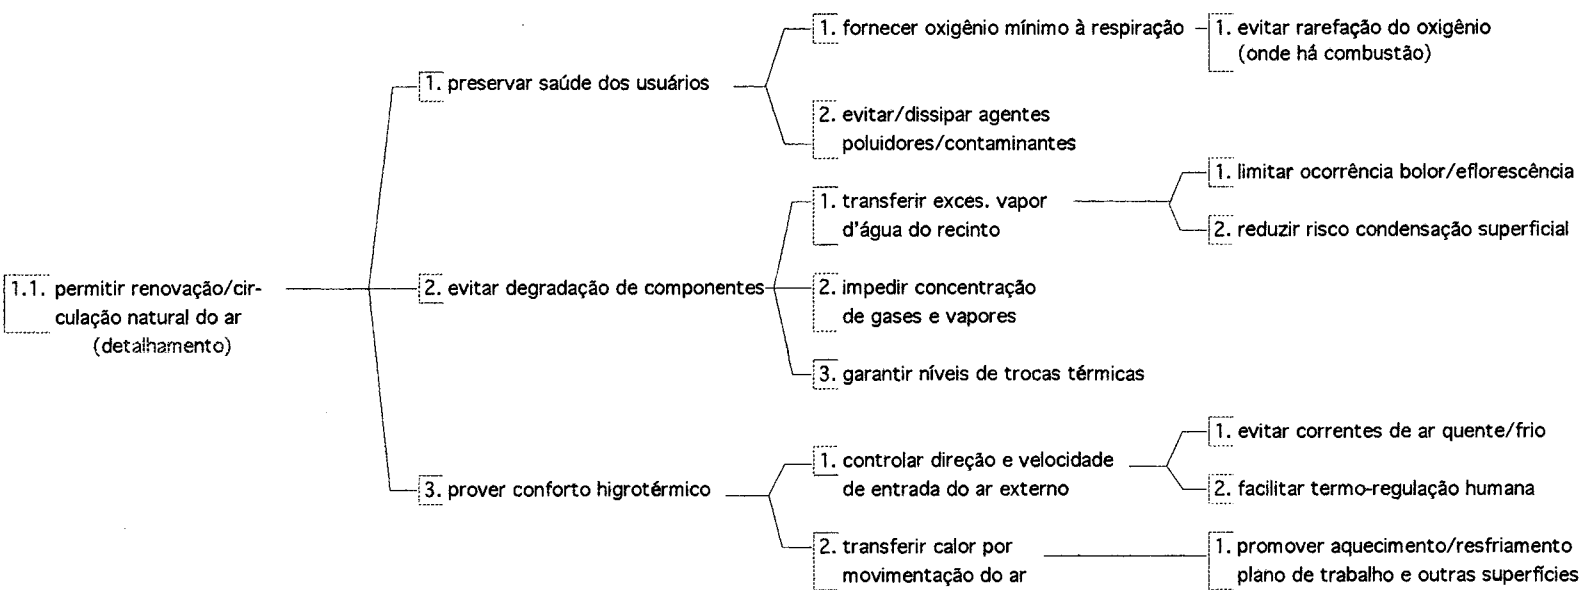 1.1. permitir renovação/cir-
culação natural do ar
(detalhamento)
1. preservar saúde dos usuários
1. fornecer oxigênio mínimo à respiração
1. evitar rarefação do oxigênio
(onde há combustão)
2. evitar/dissipar agentes
poluidores/contaminantes
2. evitar degradação de componentes
1. transferir exces. vapor
d'água do recinto
1. limitar ocorrência bolor/eflorescência
2. reduzir risco condensação superficial
2. impedir concentração
de gases e vapores
3. garantir níveis de trocas térmicas
3. prover conforto higrotérmico
1. controlar direção e velocidade
de entrada do ar externo
1. evitar correntes de ar quente/frio
2. facilitar termo-regulação humana
2. transferir calor por
movimentação do ar
1. promover aquecimento/resfriamento
plano de trabalho e outras superfícies